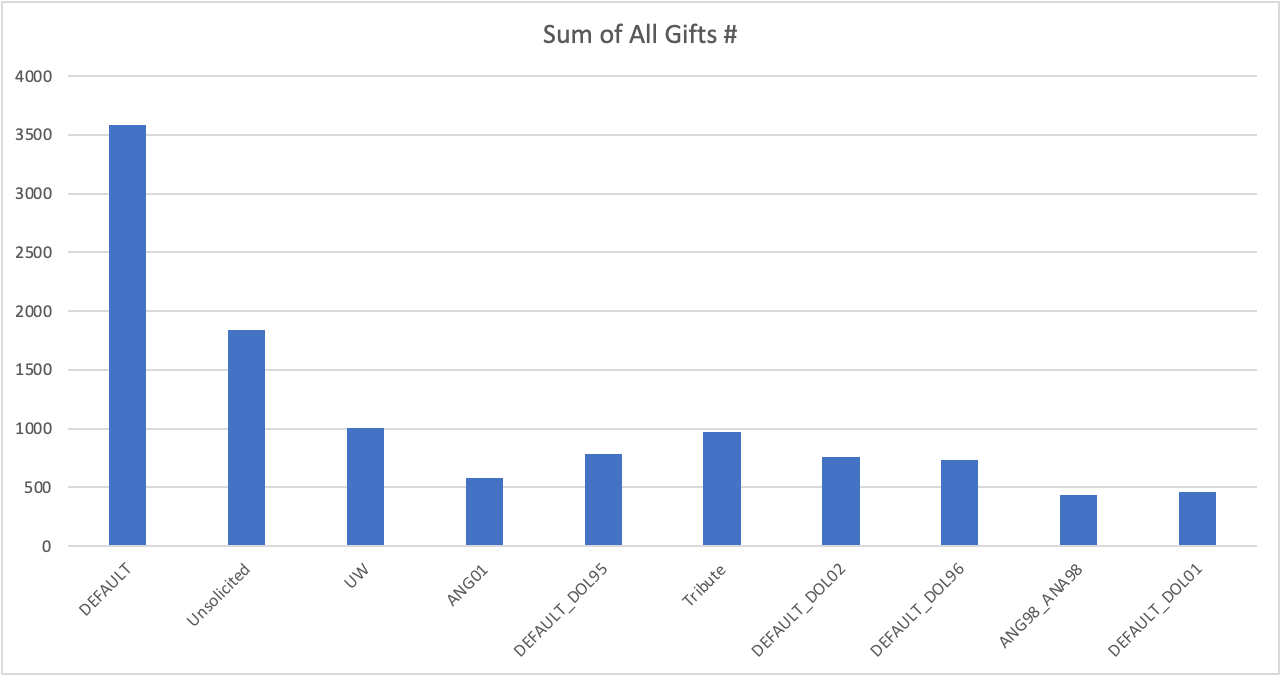 Sum of All Gifts #
4000
3500
3000
2500
2000
1500
1000
500
0
DEFAULT
Unsolicited
UW
ANG01
DEFAULT_DOL95
Tribute
DEFAULT_DOL02
DEFAULT_DOL96
ANG98_ANA98
DEFAULT_DOL01